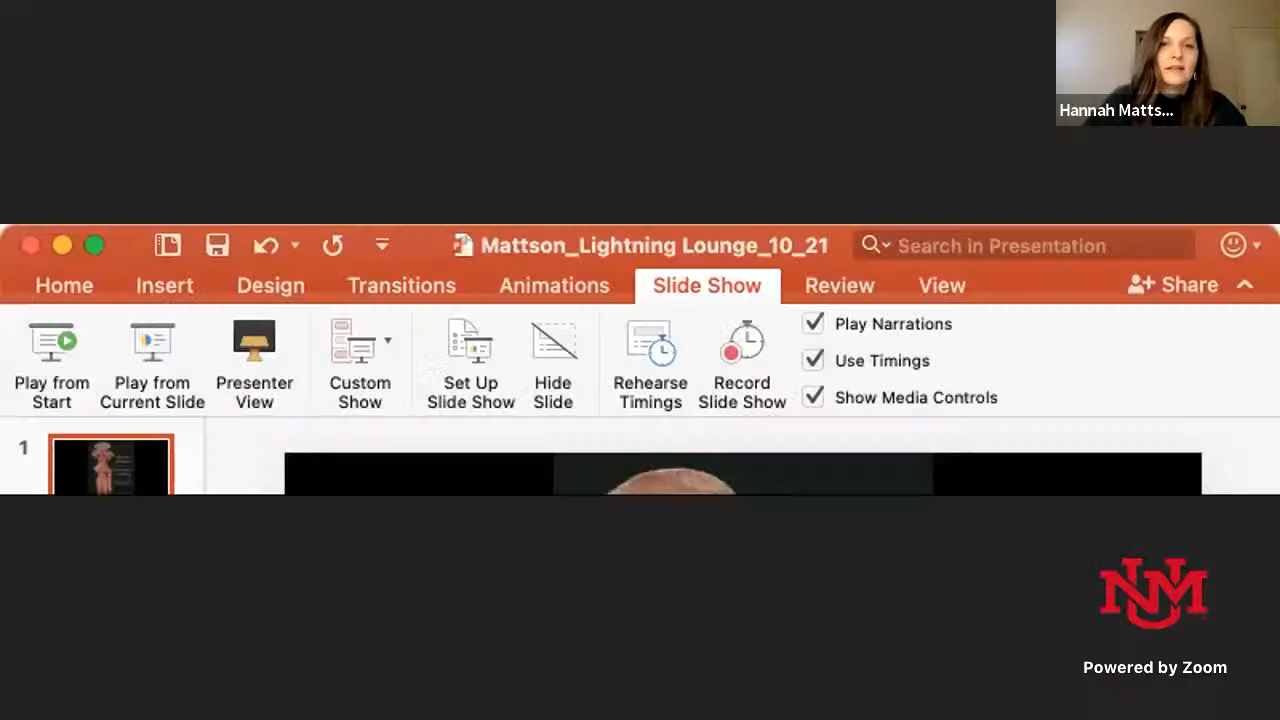 Hannah Matts...
Mattson_Lightning Lounge_10_21
Search in Presentation
Home Insert Design Transitions Animations Slide Show Review View Share
Play from Start
Play from Current Slide
Presenter View
Custom Show
Set Up Slide Show
Hide Slide
Rehearse Timings
Record Slide Show
Play Narrations
Use Timings
Show Media Controls
1
UNM
Powered by Zoom